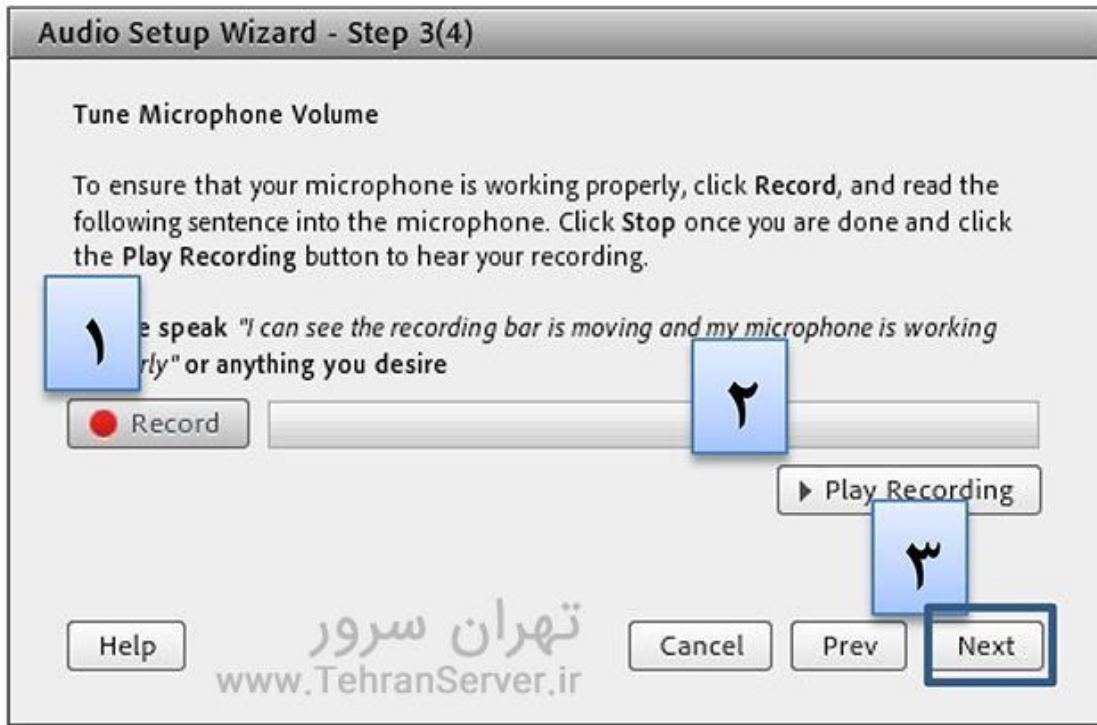 Audio Setup Wizard - Step 3(4)
Tune Microphone Volume
To ensure that your microphone is working properly, click Record, and read the
following sentence into the microphone. Click Stop once you are done and click
the Play Recording button to hear your recording.
۱
e speak "I can see the recording bar is moving and my microphone is working
rly" or anything you desire
۲
Record
Play Recording
۳
تهران سرور
www.TehranServer.ir
Help
Cancel
Prev
Next